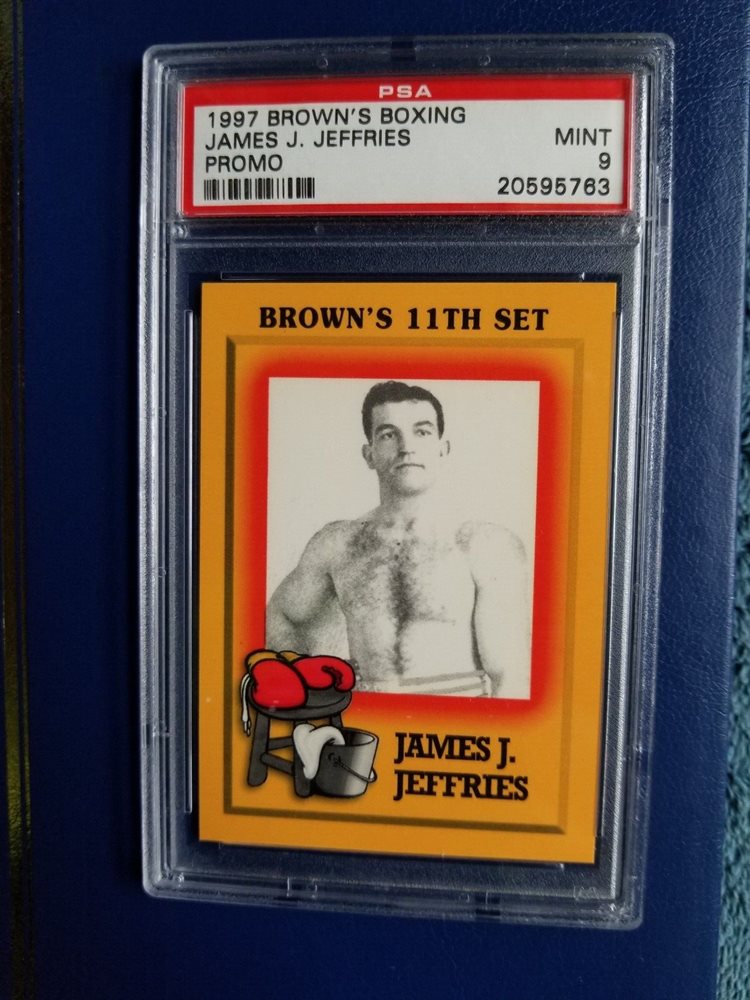 PSA
1997 BROWN'S BOXING
JAMES J. JEFFRIES MINT
PROMO 9
20595763
BROWN'S 11TH SET
JAMES J.
JEFFRIES